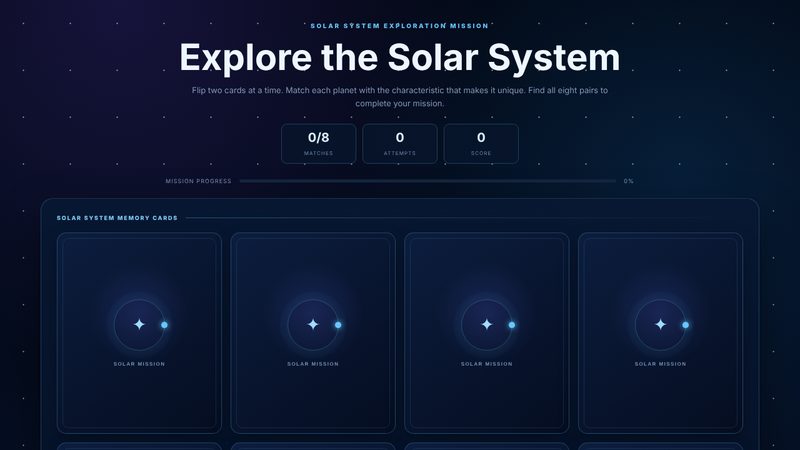 SOLAR SYSTEM EXPLORATION MISSION
Explore the Solar System
Flip two cards at a time. Match each planet with the characteristic that makes it unique. Find all eight pairs to
complete your mission.
0/8
MATCHES
0
ATTEMPTS
0
SCORE
MISSION PROGRESS
0%
SOLAR SYSTEM MEMORY CARDS
SOLAR MISSION
SOLAR MISSION
SOLAR MISSION
SOLAR MISSION